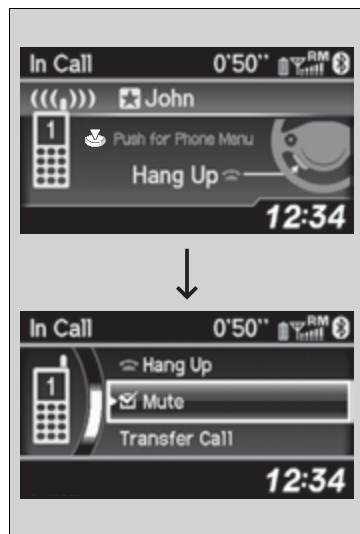 In Call 0'50'' RM
John
1
Push for Phone Menu
Hang Up
12:34
In Call 0'50'' RM
Hang Up
1
Mute
Transfer Call
12:34